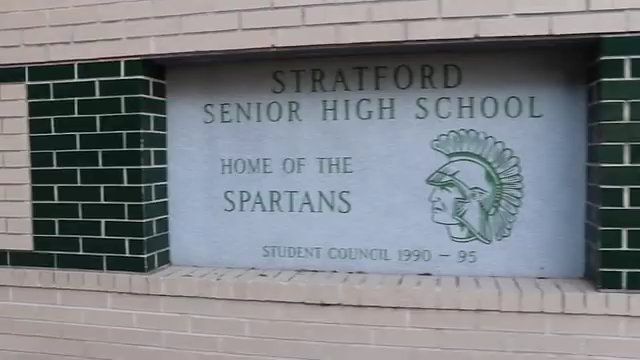 STRATFORD
SENIOR HIGH SCHOOL
HOME OF THE
SPARTANS
STUDENT COUNCIL 1990 - 95